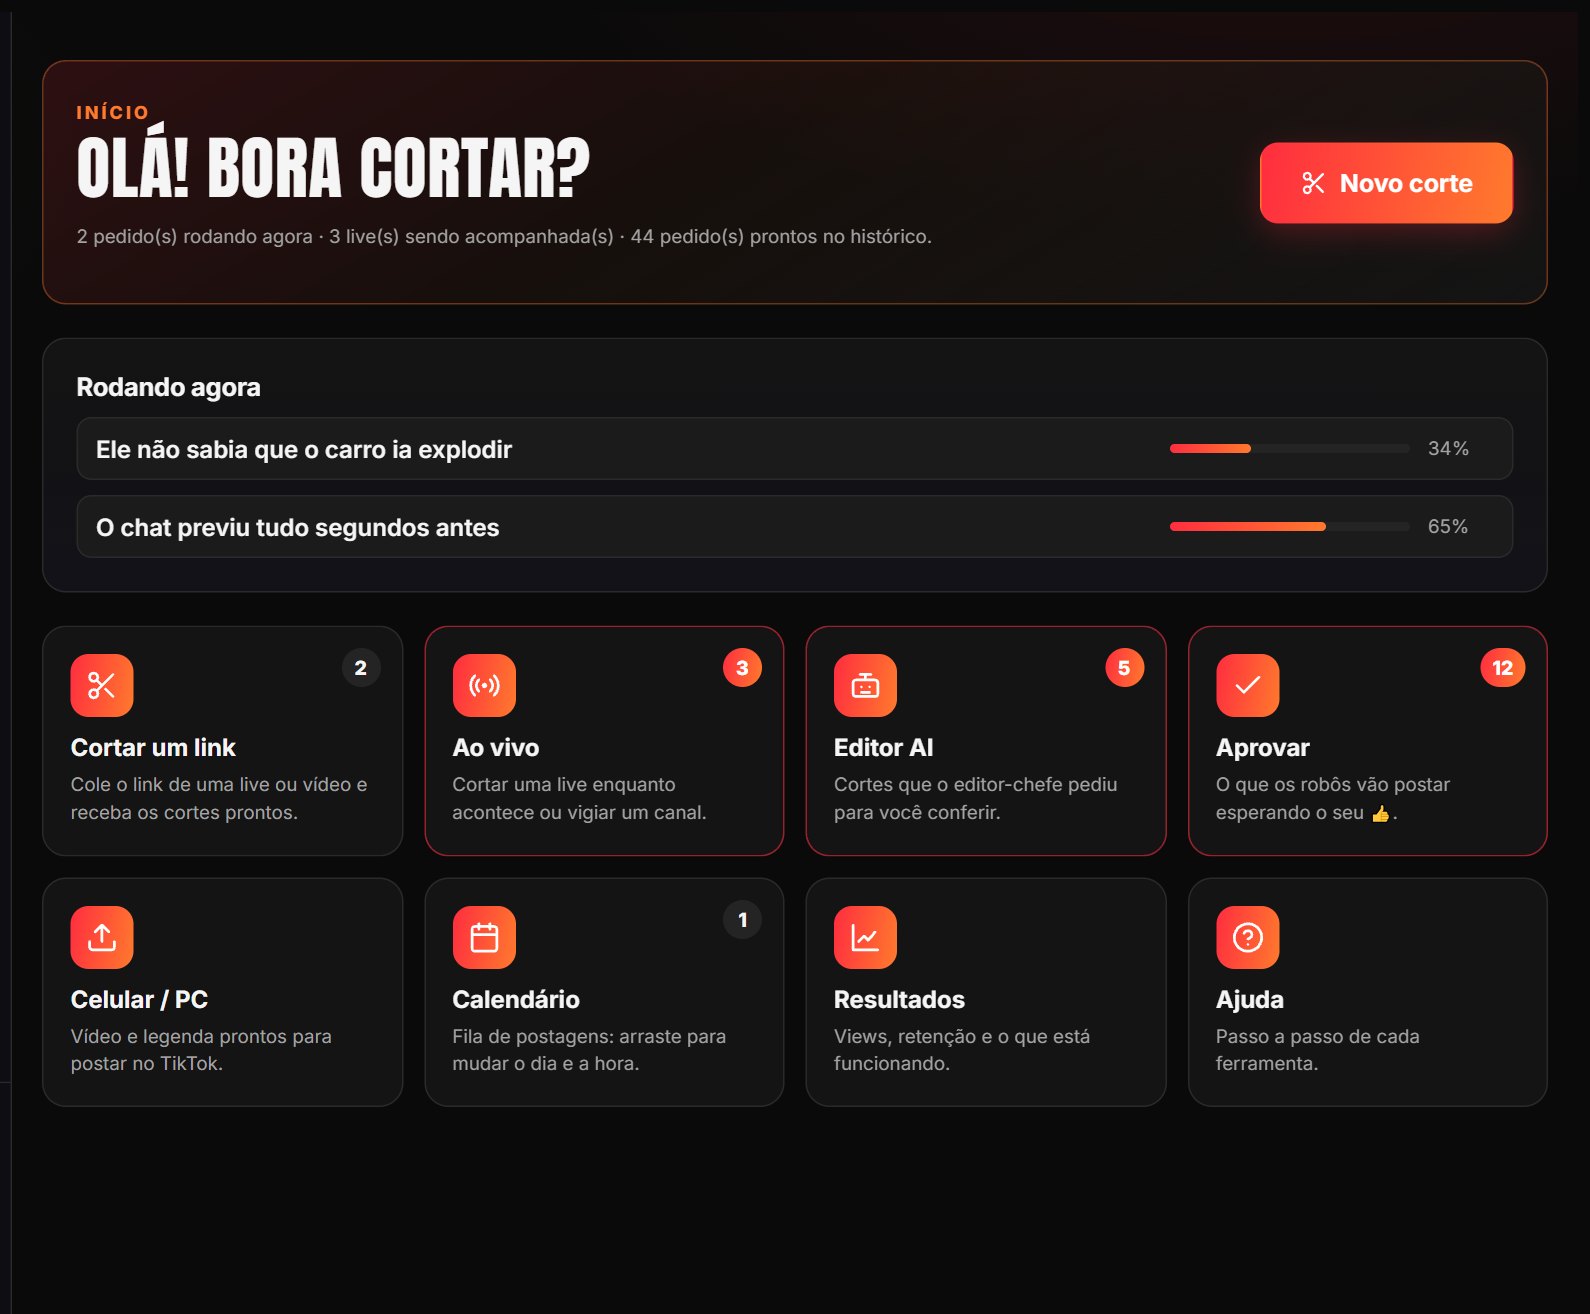 INÍCIO
OLÁ! BORA CORTAR?
2 pedido(s) rodando agora · 3 live(s) sendo acompanhada(s) · 44 pedido(s) prontos no histórico.
Novo corte
Rodando agora
Ele não sabia que o carro ia explodir
34%
O chat previu tudo segundos antes
65%
2
Cortar um link
Cole o link de uma live ou vídeo e
receba os cortes prontos.
3
Ao vivo
Cortar uma live enquanto
acontece ou vigiar um canal.
5
Editor AI
Cortes que o editor-chefe pediu
para você conferir.
12
Aprovar
O que os robôs vão postar
esperando o seu 👍.
Celular / PC
Vídeo e legenda prontos para
postar no TikTok.
1
Calendário
Fila de postagens: arraste para
mudar o dia e a hora.
Resultados
Views, retenção e o que está
funcionando.
Ajuda
Passo a passo de cada
ferramenta.